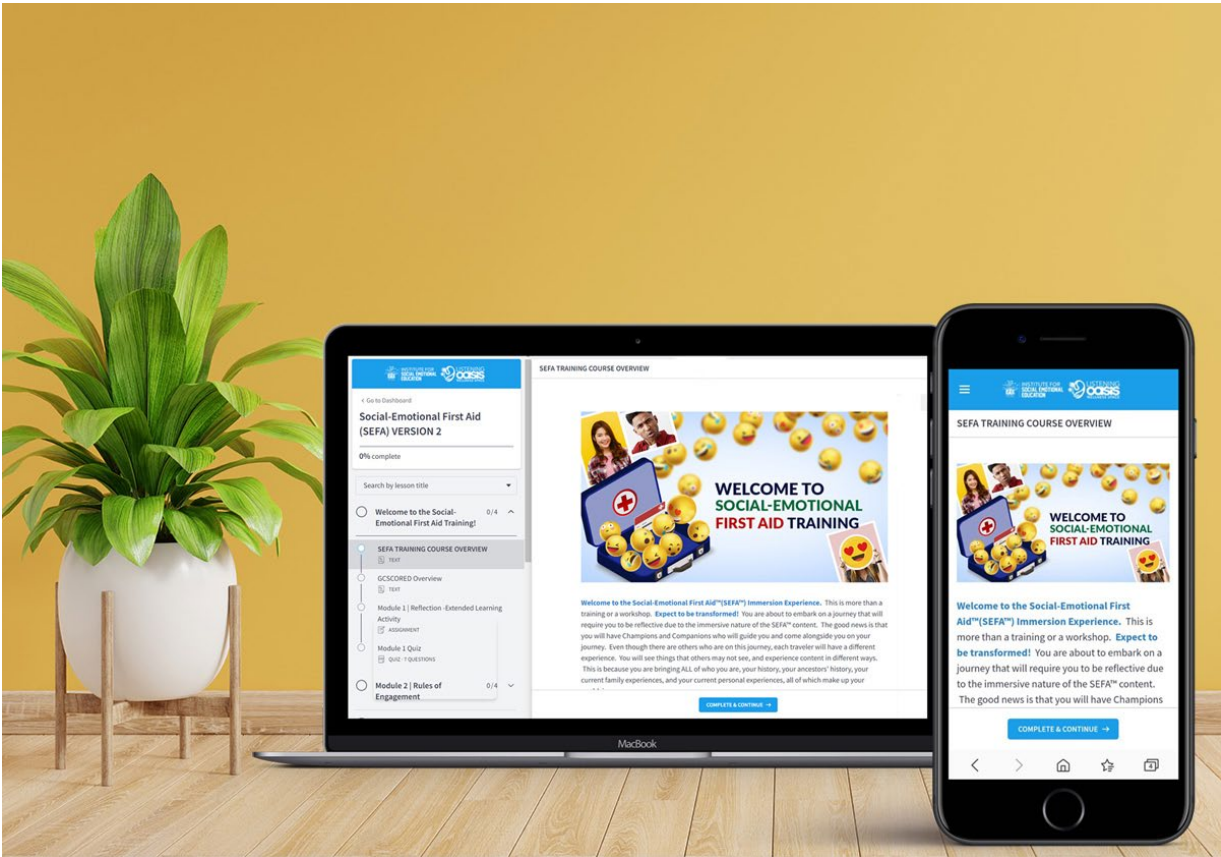 INSTITUTE FOR
SOCIAL EMOTIONAL
EDUCATION
LISTENING
OASIS
< Go to Dashboard
Social-Emotional First Aid
(SEFA) VERSION 2
0% complete
Search by lesson title
Welcome to the Social-
Emotional First Aid Training!
0/4
SEFA TRAINING COURSE OVERVIEW
TEXT
GCSCORED Overview
TEXT
Module 1 | Reflection -Extended Learning
Activity
ASSIGNMENT
Module 1 Quiz
QUIZ · 7 QUESTIONS
Module 2 | Rules of
Engagement
0/4
SEFA TRAINING COURSE OVERVIEW
WELCOME TO
SOCIAL-EMOTIONAL
FIRST AID TRAINING
Welcome to the Social-Emotional First Aid™(SEFA™) Immersion Experience. This is more than a
training or a workshop. Expect to be transformed! You are about to embark on a journey that will
require you to be reflective due to the immersive nature of the SEFA™ content. The good news is that
you will have Champions and Companions who will guide you and come alongside you on your
journey. Even though there are others who are on this journey, each traveler will have a different
experience. You will see things that others may not see, and experience content in different ways.
This is because you are bringing ALL of who you are, your history, your ancestors' history, your
current family experiences, and your current personal experiences, all of which make up your
COMPLETE & CONTINUE →
MacBook
INSTITUTE FOR
SOCIAL EMOTIONAL
EDUCATION
LISTENING
OASIS
SEFA TRAINING COURSE OVERVIEW
WELCOME TO
SOCIAL-EMOTIONAL
FIRST AID TRAINING
Welcome to the Social-Emotional First
Aid™(SEFA™) Immersion Experience. This is
more than a training or a workshop. Expect to
be transformed! You are about to embark on a
journey that will require you to be reflective due
to the immersive nature of the SEFA™ content.
The good news is that you will have Champions
COMPLETE & CONTINUE →
4